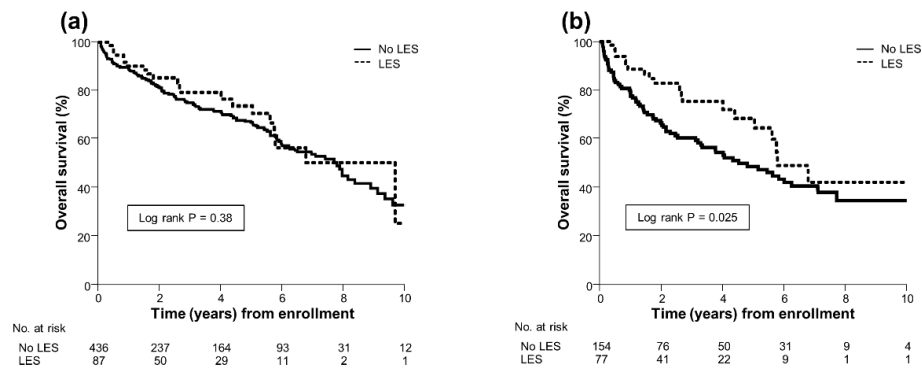 (a)
100
80
60
40
20
0
Overall survival (%)
No LES
LES
Log rank P = 0.38
0 2 4 6 8 10
Time (years) from enrollment
No. at risk
No LES 436 237 164 93 31 12
LES 87 50 29 11 2 1
(b)
100
80
60
40
20
0
Overall survival (%)
No LES
LES
Log rank P = 0.025
0 2 4 6 8 10
Time (years) from enrollment
No. at risk
No LES 154 76 50 31 9 4
LES 77 41 22 9 1 1